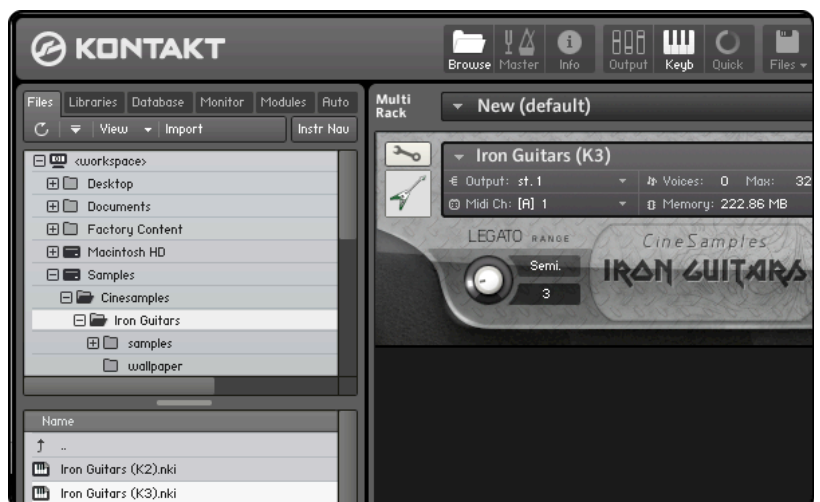 KONTAKT
Browse Master Info Output Keyb Quick Files
Files Libraries Database Monitor Modules Auto
View Import Instr Nav
<workspace>
Desktop
Documents
Factory Content
Macintosh HD
Samples
Cinesamples
Iron Guitars
samples
wallpaper
Name
..
Iron Guitars (K2).nki
Iron Guitars (K3).nki
Multi
Rack
New (default)
Iron Guitars (K3)
Output: st.1 Voices: 0 Max: 32
Midi Ch: [A] 1 Memory: 222.86 MB
LEGATO RANGE
Semi.
3
CineSamples
IRON GUITARS